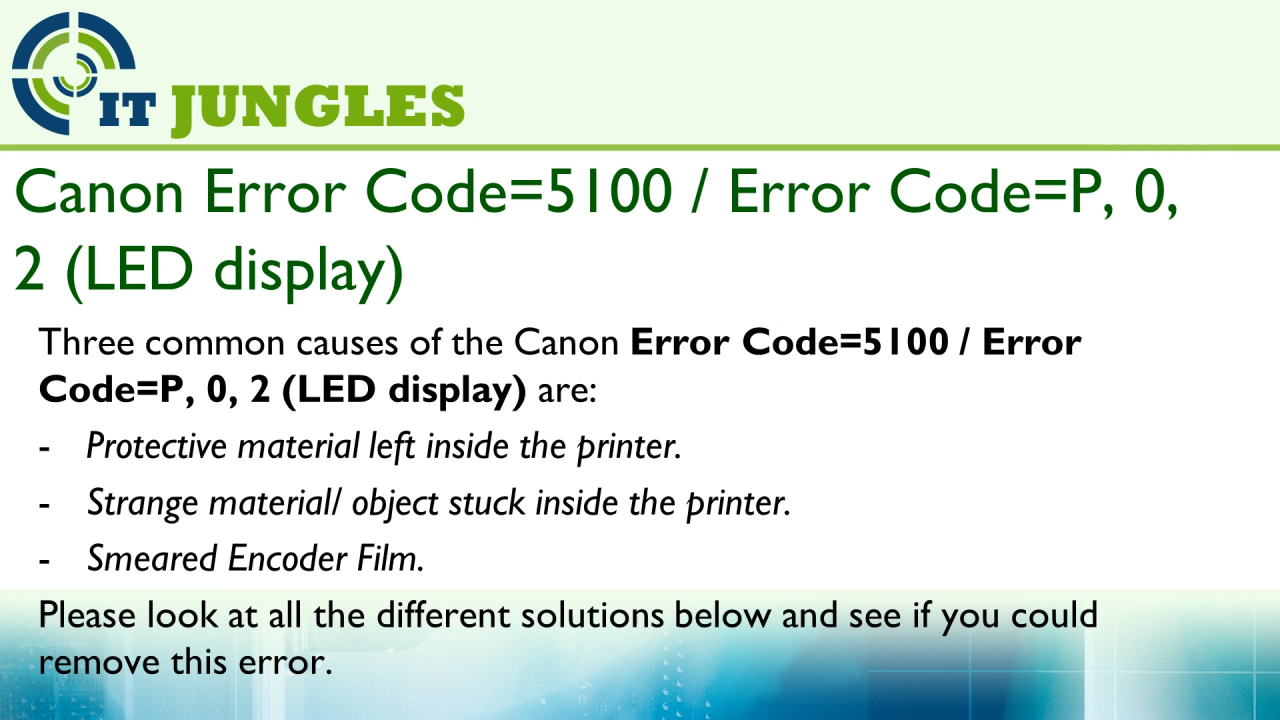 IT JUNGLES
Canon Error Code=5100 / Error Code=P, 0,
2 (LED display)
Three common causes of the Canon Error Code=5100 / Error
Code=P, 0, 2 (LED display) are:
- Protective material left inside the printer.
- Strange material/ object stuck inside the printer.
- Smeared Encoder Film.
Please look at all the different solutions below and see if you could
remove this error.